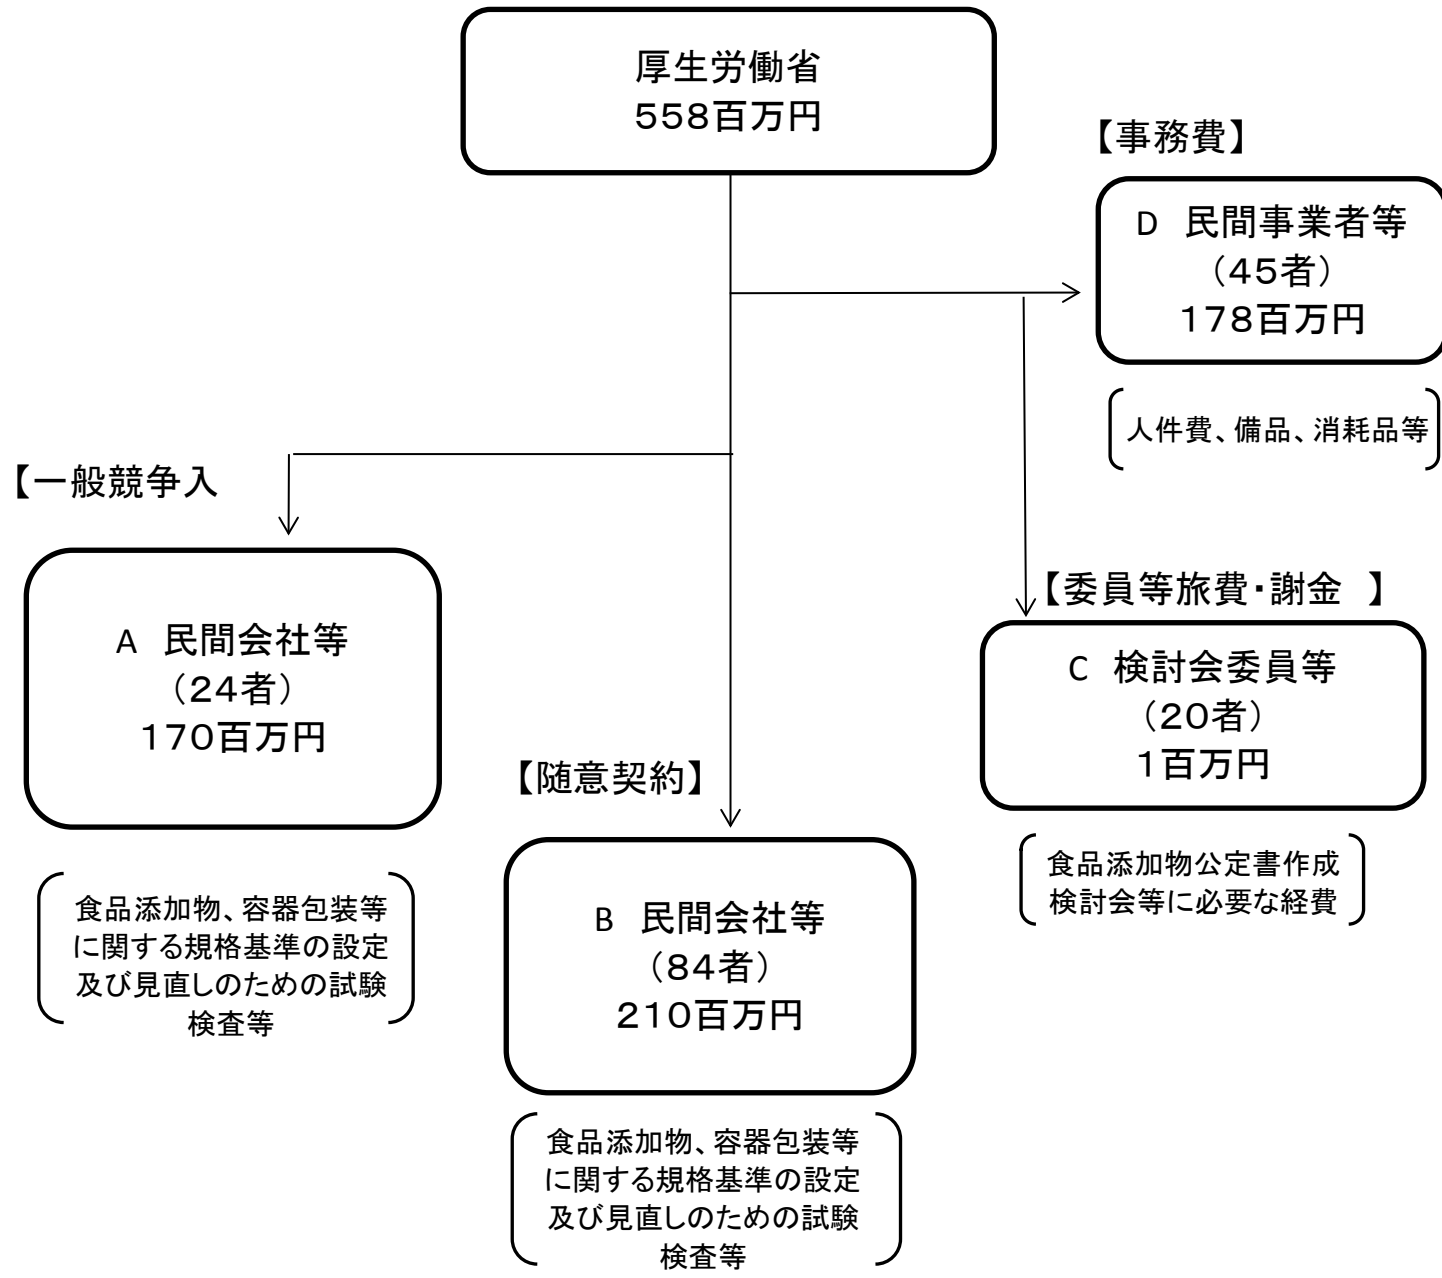 厚生労働省
558百万円
【事務費】
D 民間事業者等
（45者）
178百万円
人件費、備品、消耗品等
【一般競争入
A 民間会社等
（24者）
170百万円
食品添加物、容器包装等
に関する規格基準の設定
及び見直しのための試験
検査等
【随意契約】
B 民間会社等
（84者）
210百万円
食品添加物、容器包装等
に関する規格基準の設定
及び見直しのための試験
検査等
【委員等旅費・謝金 】
C 検討会委員等
（20者）
1百万円
食品添加物公定書作成
検討会等に必要な経費